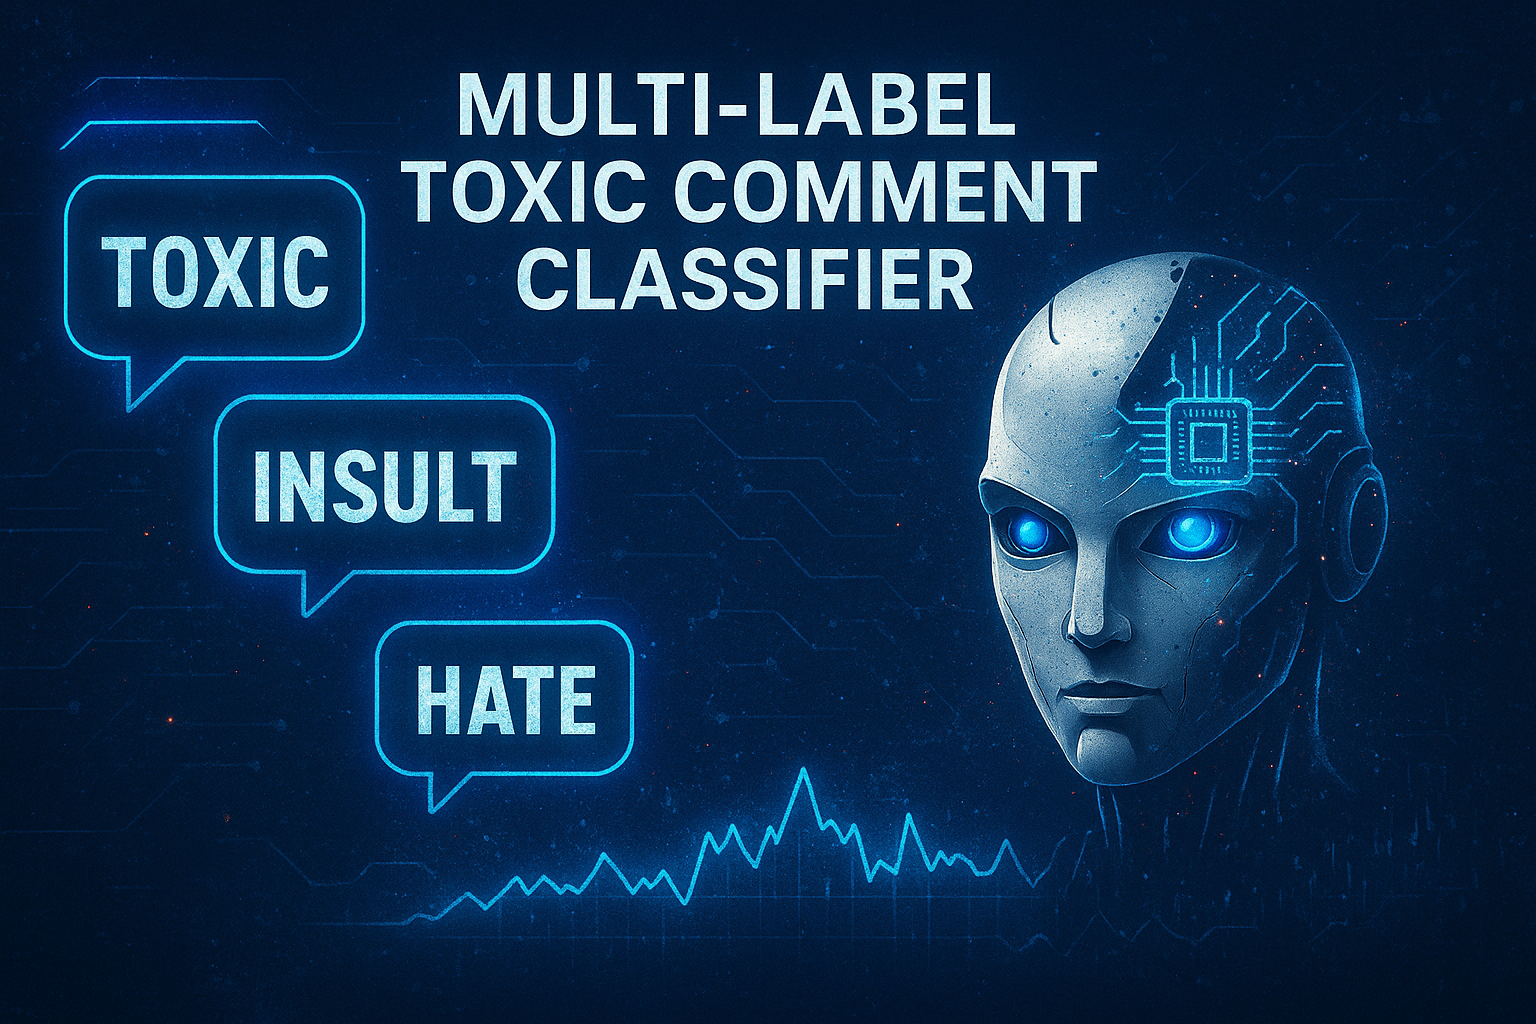 MULTI-LABEL
TOXIC COMMENT
CLASSIFIER
TOXIC
INSULT
HATE